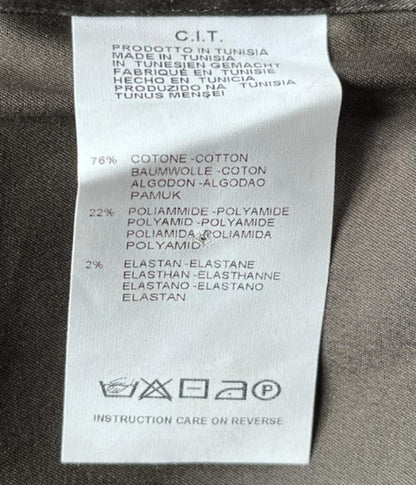 C.I.T.
PRODOTTO IN TUNISIA
MADE IN TUNISIA
IN TUNESIEN GEMACHT
FABRIQUÉ EN TUNISIE
HECHO EN TUNICIA
PRODUZIDO NA TUNISIA
TUNUS MENSEI
76% COTONE -COTTON
BAUMWOLLE -COTON
ALGODON -ALGODAO
PAMUK
22% POLIAMMIDE -POLYAMIDE
POLYAMID -POLYAMIDE
POLIAMIDA -POLIAMIDA
POLYAMID
2% ELASTAN -ELASTANE
ELASTHAN -ELASTHANNE
ELASTANO -ELASTANO
ELASTAN
P
INSTRUCTION CARE ON REVERSE